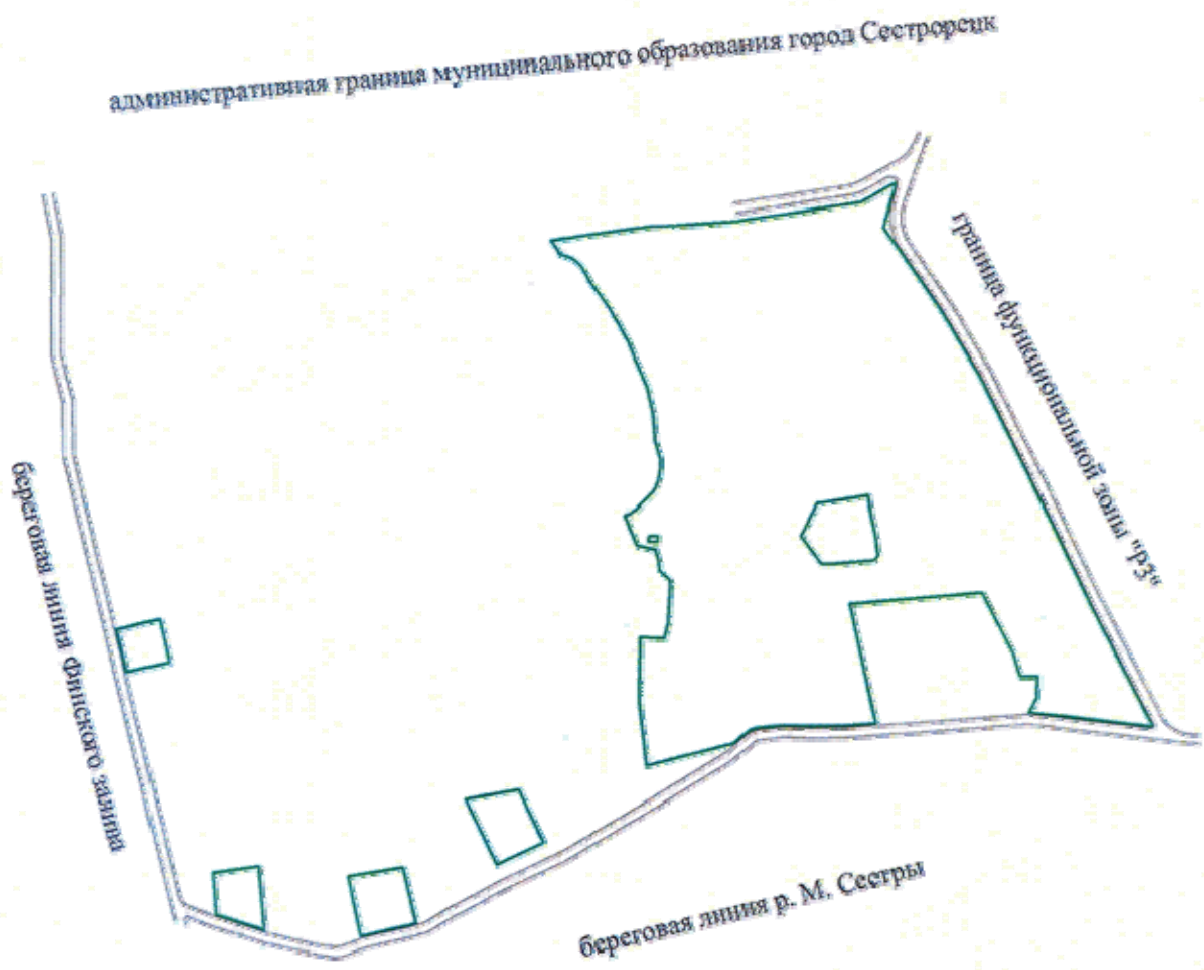 административная граница муниципального образования город Сестрорецк
граница функциональной зоны "Р3"
береговая линия Финского залива
береговая линия р. М. Сестры